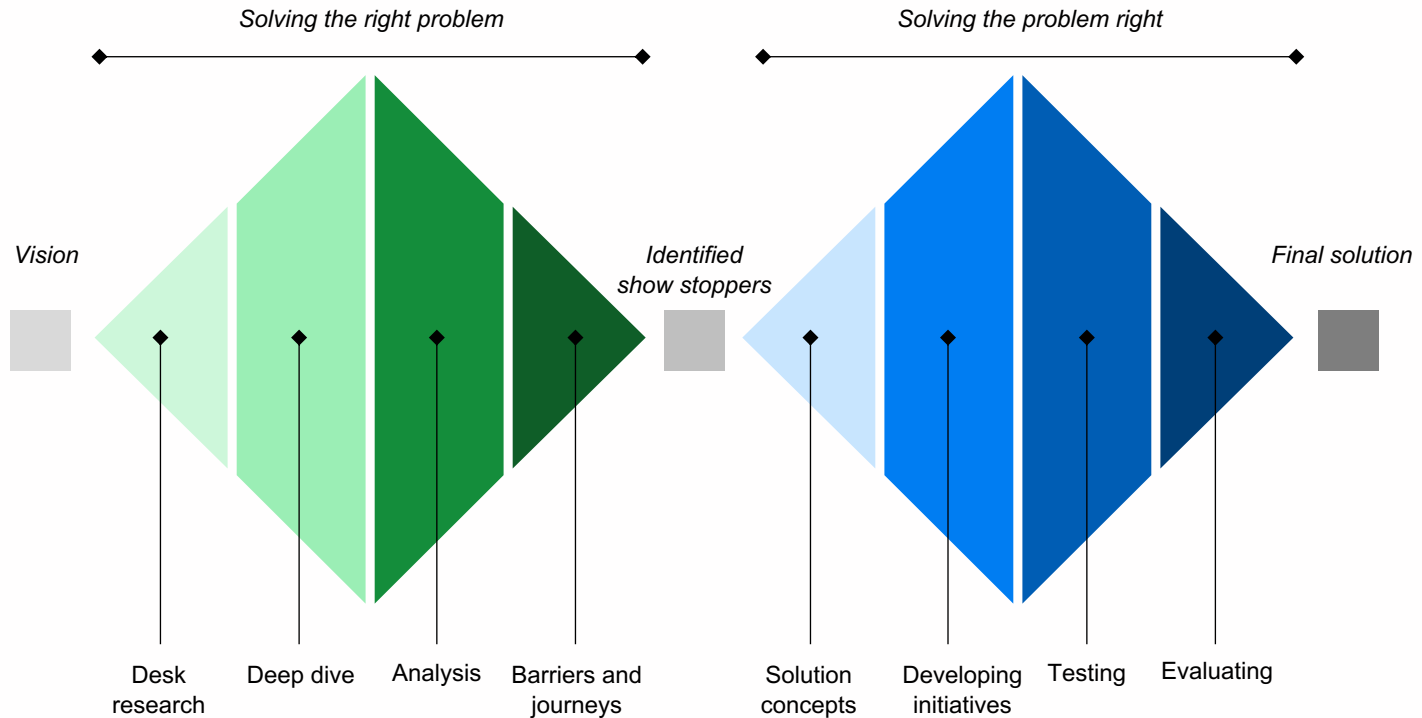 Solving the right problem
Solving the problem right
Vision
Identified
show stoppers
Final solution
Desk
research
Deep dive
Analysis
Barriers and
journeys
Solution
concepts
Developing
initiatives
Testing
Evaluating